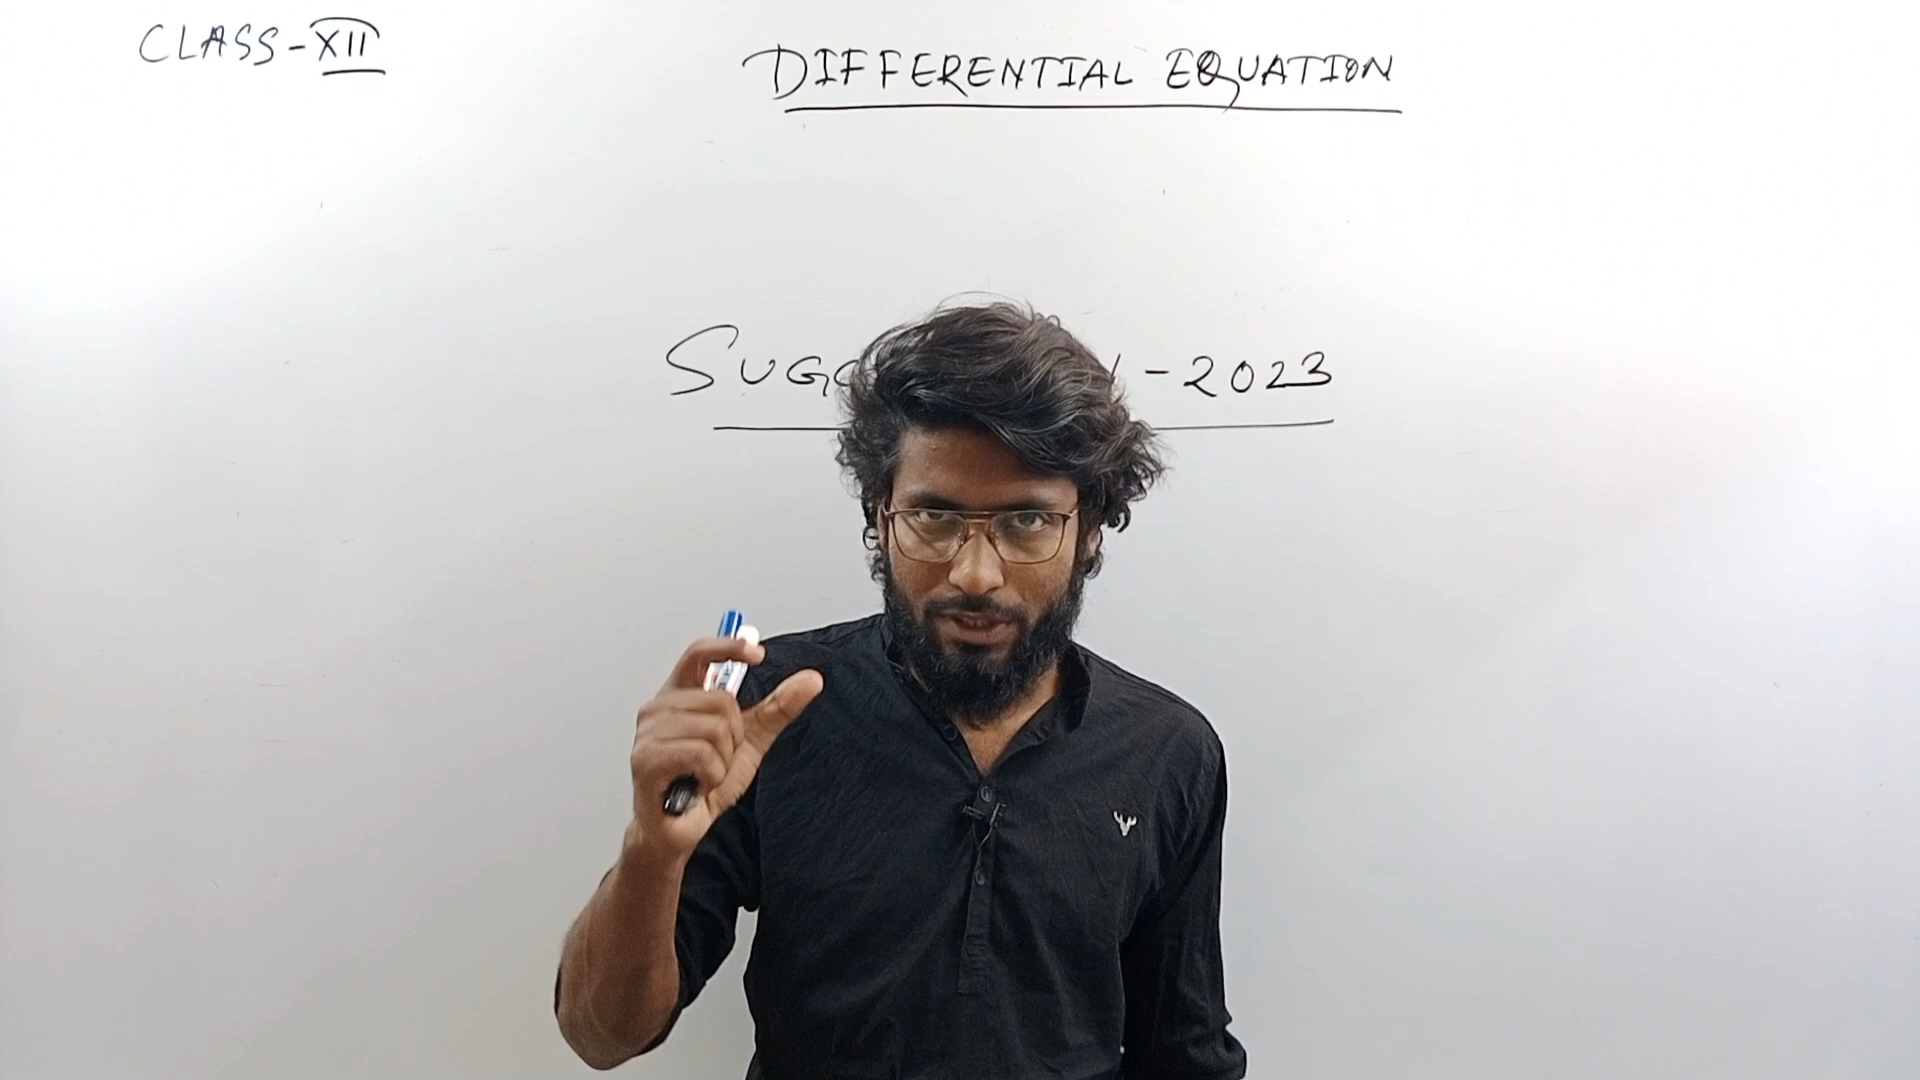 CLASS-XII
DIFFERENTIAL EQUATION
-2023